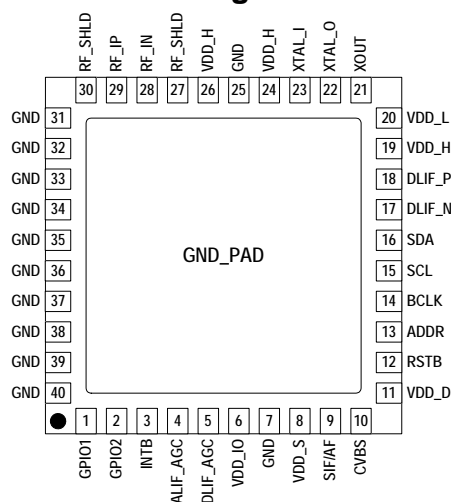 RF_SHLD
RF_IP
RF_IN
RF_SHLD
VDD_H
GND
VDD_H
XTAL_I
XTAL_O
XOUT
30 29 28 27 26 25 24 23 22 21
GND 31
GND 32
GND 33
GND 34
GND 35
GND 36
GND 37
GND 38
GND 39
GND 40
GND_PAD
20 VDD_L
19 VDD_H
18 DLIF_P
17 DLIF_N
16 SDA
15 SCL
14 BCLK
13 ADDR
12 RSTB
11 VDD_D
1 2 3 4 5 6 7 8 9 10
GPIO1
GPIO2
INTB
ALIF_AGC
DLIF_AGC
VDD_IO
GND
VDD_S
SIF/AF
CVBS